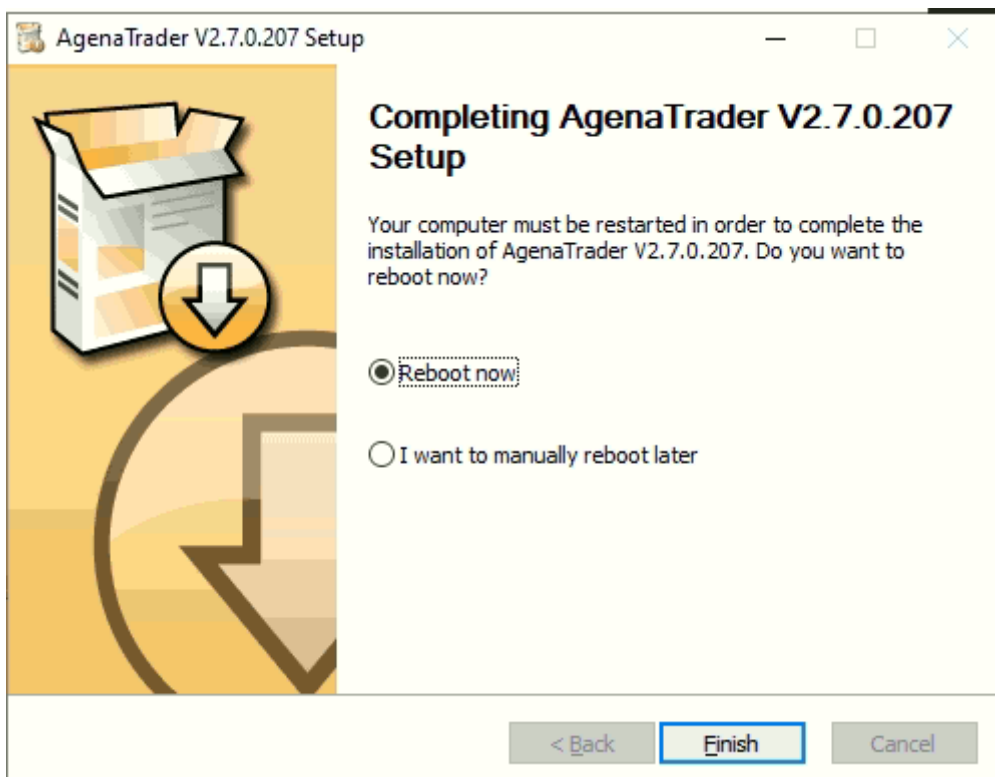 AgenaTrader V2.7.0.207 Setup
Completing AgenaTrader V2.7.0.207
Setup
Your computer must be restarted in order to complete the
installation of AgenaTrader V2.7.0.207. Do you want to
reboot now?
Reboot now
I want to manually reboot later
< Back
Finish
Cancel